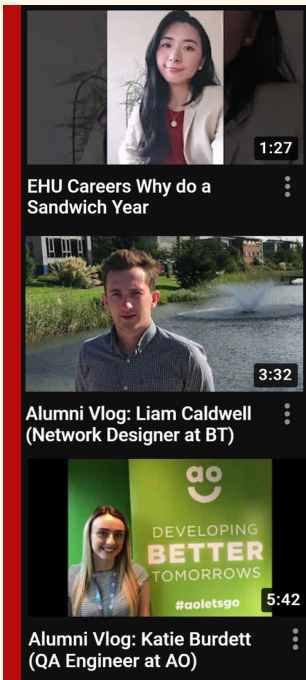 1:27
EHU Careers Why do a
Sandwich Year
3:32
Alumni Vlog: Liam Caldwell
(Network Designer at BT)
ao
DEVELOPING
BETTER
TOMORROWS
#aoletsgo
5:42
Alumni Vlog: Katie Burdett
(QA Engineer at AO)